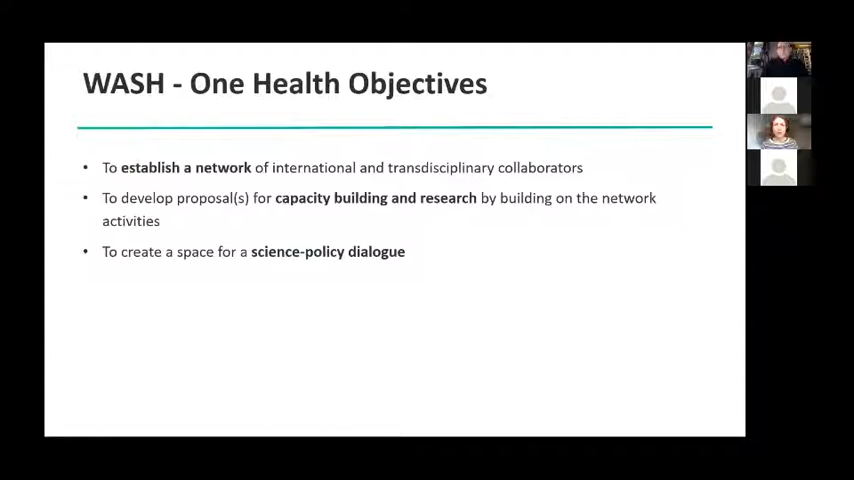 WASH - One Health Objectives
• To establish a network of international and transdisciplinary collaborators
• To develop proposal(s) for capacity building and research by building on the network
activities
• To create a space for a science-policy dialogue